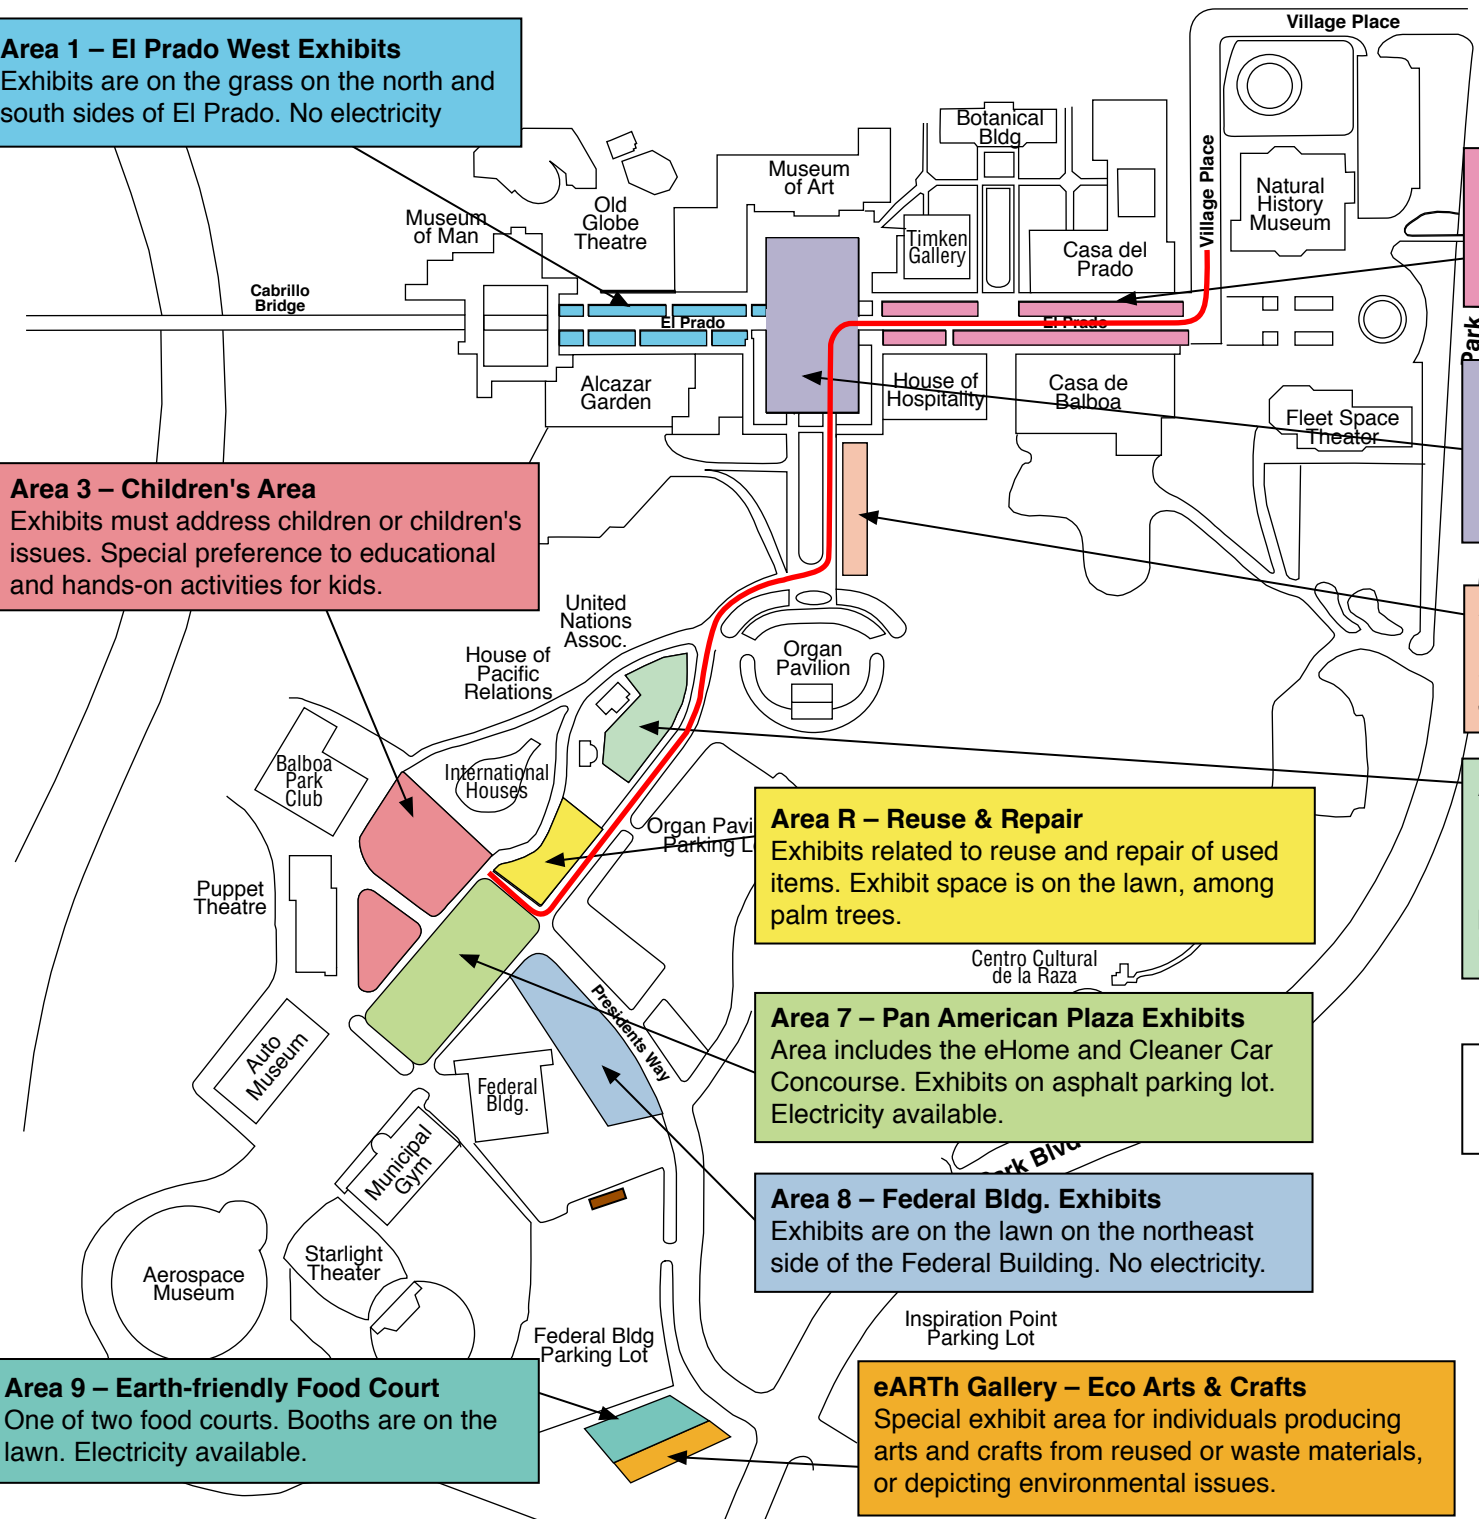 Village Place
Area 1 – El Prado West Exhibits
Exhibits are on the grass on the north and
south sides of El Prado. No electricity
Botanical
Bldg
Village Place
Museum
of Art
Natural
History
Museum
Old
Globe
Theatre
Museum
of Man
Timken
Gallery
Casa del
Prado
Cabrillo
Bridge
El Prado
El Prado
Park
Alcazar
Garden
House of
Hospitality
Casa de
Balboa
Fleet Space
Theater
Area 3 – Children's Area
Exhibits must address children or children's
issues. Special preference to educational
and hands-on activities for kids.
United
Nations
Assoc.
House of
Pacific
Relations
Organ
Pavilion
Balboa
Park
Club
International
Houses
Organ Pavi
Parking L
Area R – Reuse & Repair
Exhibits related to reuse and repair of used
items. Exhibit space is on the lawn, among
palm trees.
Puppet
Theatre
Centro Cultural
de la Raza
Presidents Way
Area 7 – Pan American Plaza Exhibits
Area includes the eHome and Cleaner Car
Concourse. Exhibits on asphalt parking lot.
Electricity available.
Auto
Museum
Federal
Bldg.
Municipal
Gym
Park Blvd
Area 8 – Federal Bldg. Exhibits
Exhibits are on the lawn on the northeast
side of the Federal Building. No electricity.
Starlight
Theater
Aerospace
Museum
Inspiration Point
Parking Lot
Federal Bldg
Parking Lot
Area 9 – Earth-friendly Food Court
One of two food courts. Booths are on the
lawn. Electricity available.
eARTh Gallery – Eco Arts & Crafts
Special exhibit area for individuals producing
arts and crafts from reused or waste materials,
or depicting environmental issues.